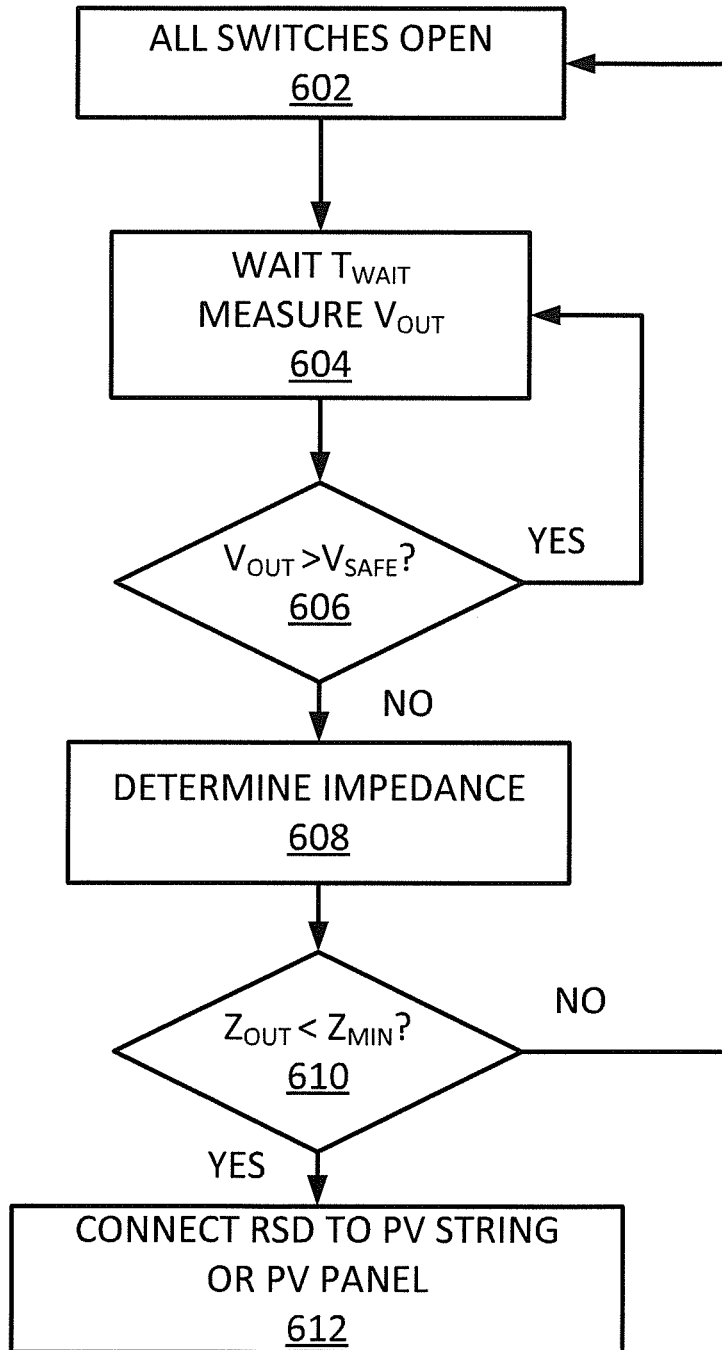 ALL SWITCHES OPEN
602
WAIT TWAIT
MEASURE VOUT
604
VOUT >VSAFE?
606
YES
NO
DETERMINE IMPEDANCE
608
ZOUT < ZMIN?
610
NO
YES
CONNECT RSD TO PV STRING
OR PV PANEL
612